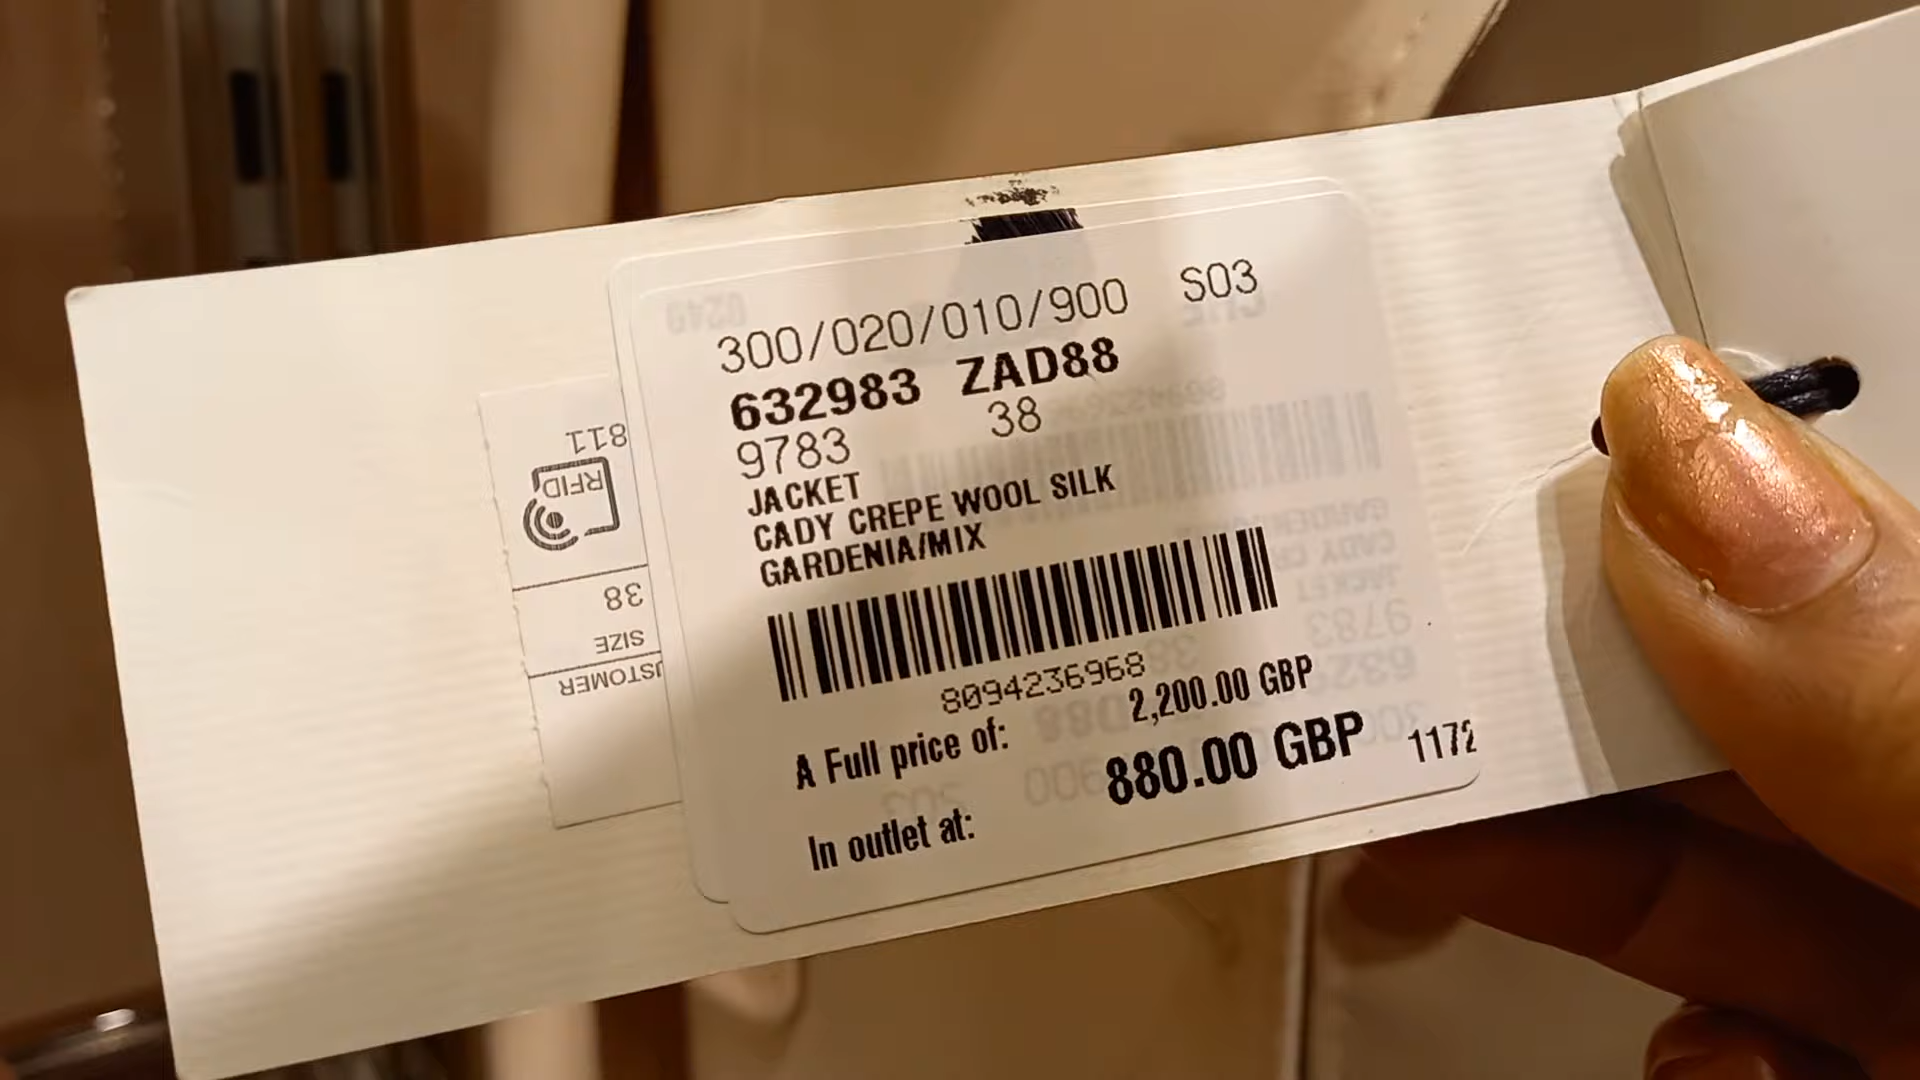 300/020/010/900 S03
632983 ZAD88
9783 38
JACKET
CADY CREPE WOOL SILK
GARDENIA/MIX
8094236968
A Full price of: 2,200.00 GBP
In outlet at: 880.00 GBP 1172
811
RFID
38
SIZE
USTOMER